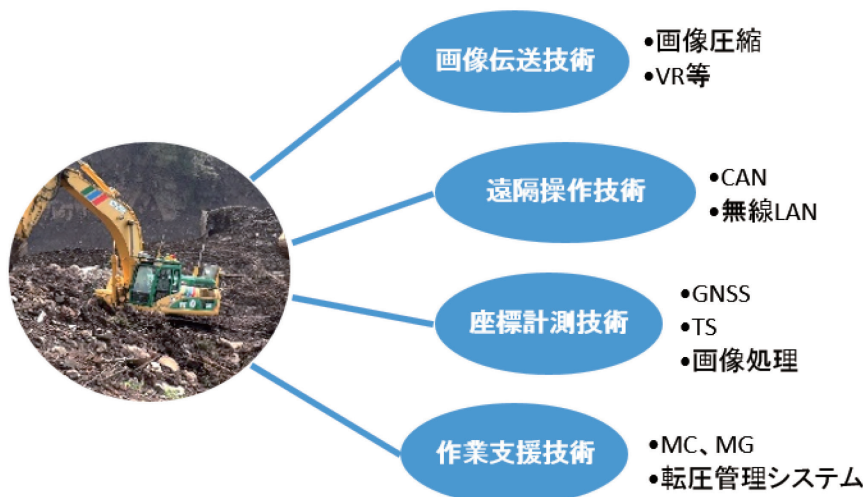 画像伝送技術
•画像圧縮
•VR等
遠隔操作技術
•CAN
•無線LAN
座標計測技術
•GNSS
•TS
•画像処理
作業支援技術
•MC、MG
•転圧管理システム